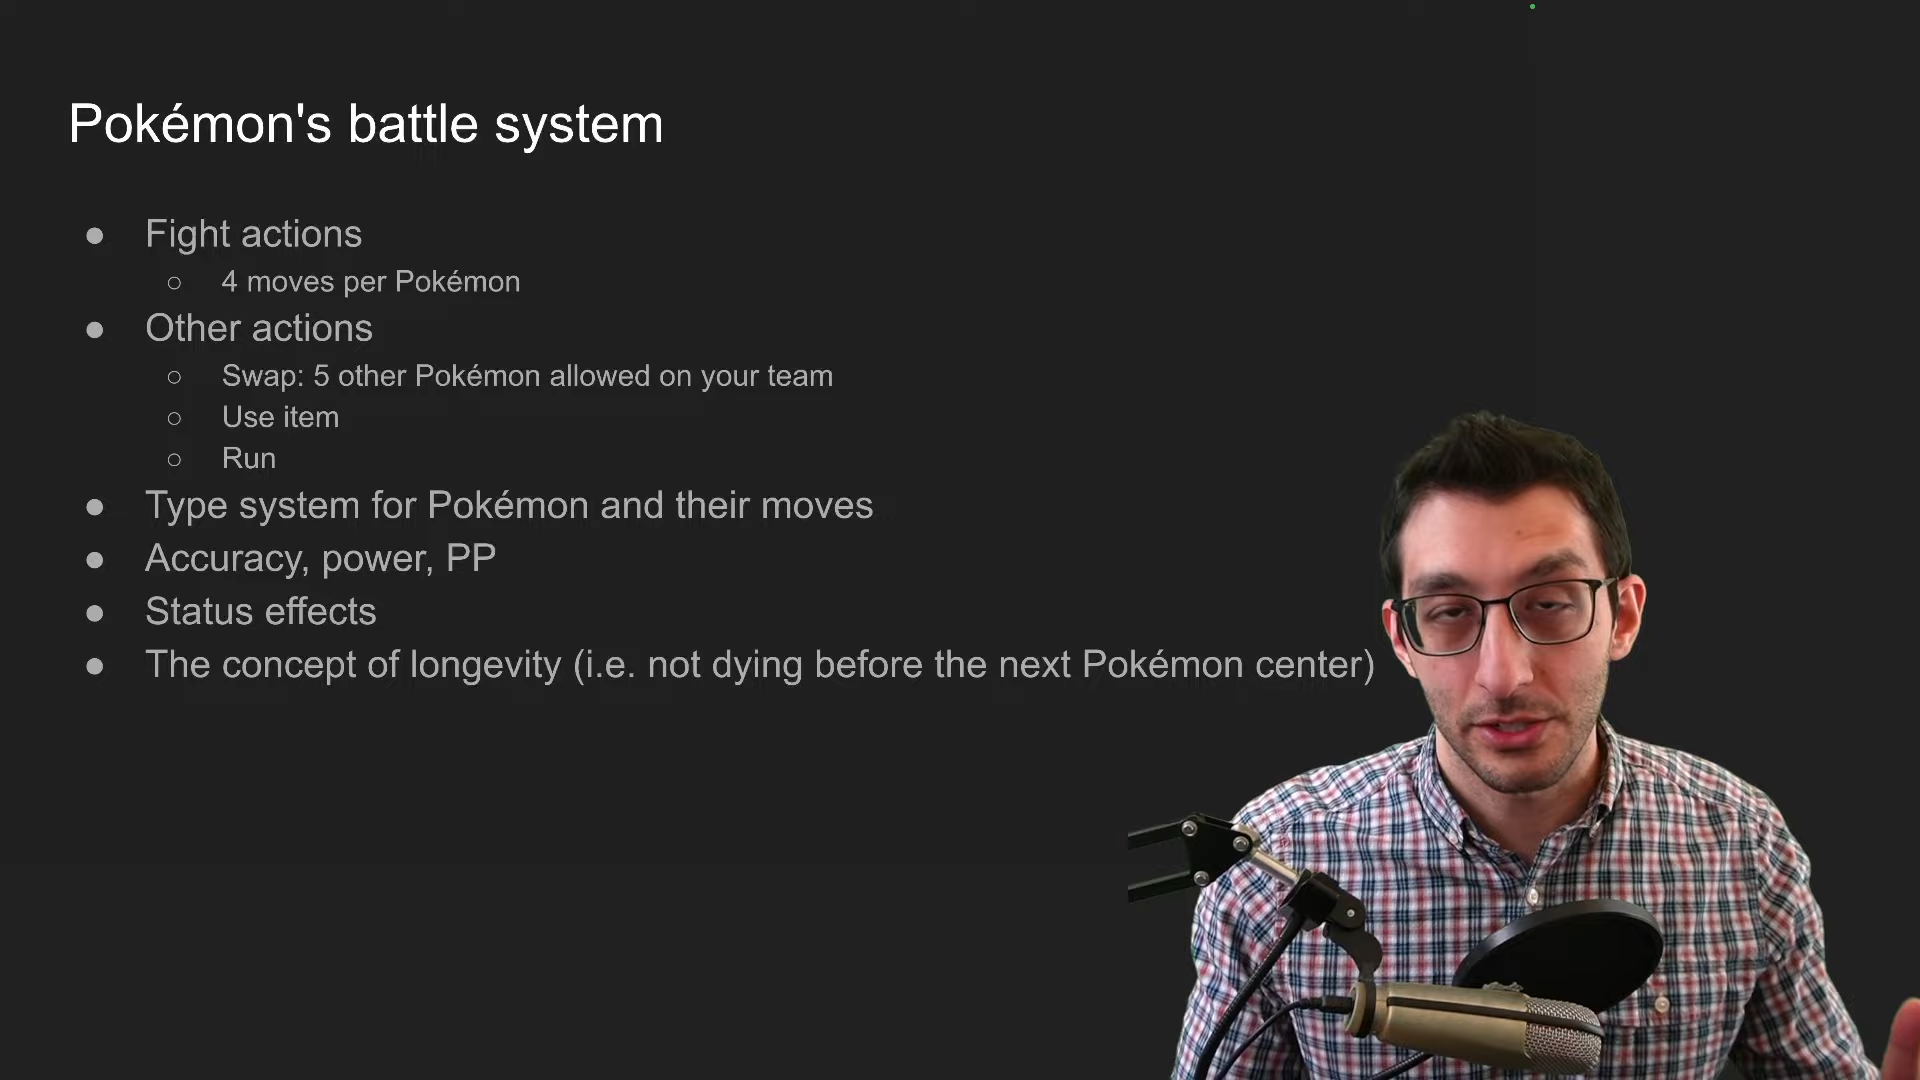 Pokémon's battle system
● Fight actions
○ 4 moves per Pokémon
● Other actions
○ Swap: 5 other Pokémon allowed on your team
○ Use item
○ Run
● Type system for Pokémon and their moves
● Accuracy, power, PP
● Status effects
● The concept of longevity (i.e. not dying before the next Pokémon center)